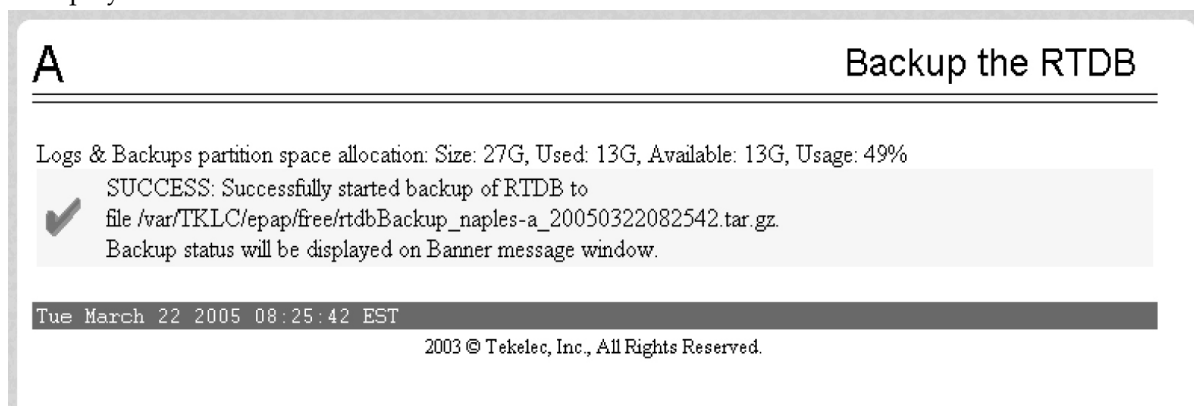 A
Backup the RTDB
Logs & Backups partition space allocation: Size: 27G, Used: 13G, Available: 13G, Usage: 49%
SUCCESS: Successfully started backup of RTDB to
file /var/TKLC/epap/free/rtdbBackup_naples-a_20050322082542.tar.gz.
Backup status will be displayed on Banner message window.
Tue March 22 2005 08:25:42 EST
2003 © Tekelec, Inc., All Rights Reserved.